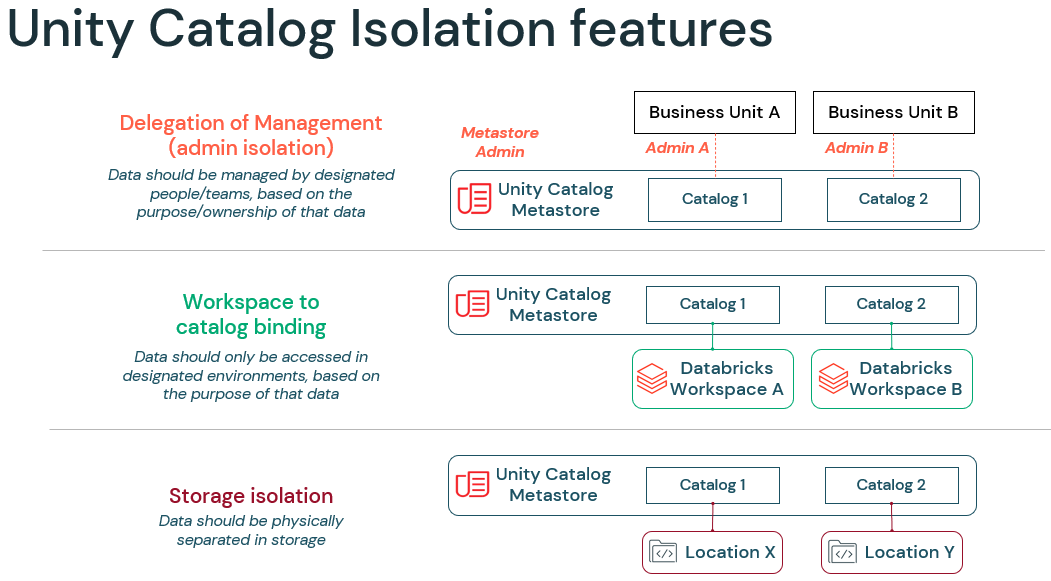 Unity Catalog Isolation features
Delegation of Management
(admin isolation)
Data should be managed by designated
people/teams, based on the
purpose/ownership of that data
Metastore
Admin
Business Unit A
Business Unit B
Admin A
Admin B
Unity Catalog
Metastore
Catalog 1
Catalog 2
Workspace to
catalog binding
Data should only be accessed in
designated environments, based on
the purpose of that data
Unity Catalog
Metastore
Catalog 1
Catalog 2
Databricks
Workspace A
Databricks
Workspace B
Storage isolation
Data should be physically
separated in storage
Unity Catalog
Metastore
Catalog 1
Catalog 2
Location X
Location Y